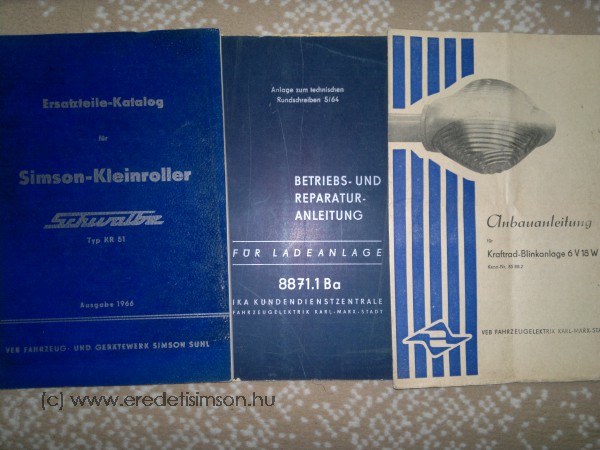 Ersatzteile-Katalog
für
Simson-Kleinroller
Schwalbe
Typ KR 51
Ausgabe 1966
VEB FAHRZEUG- UND GERÄTEWERK SIMSON SUHL
Anlage zum technischen
Rundschreiben 5/64
BETRIEBS- UND
REPARATUR-
ANLEITUNG
FÜR LADEANLAGE
8871.1 Ba
IKA KUNDENDIENSTZENTRALE
FAHRZEUGELEKTRIK KARL-MARX-STADT
Anbauanleitung
für
Kraftrad-Blinkanlage 6 V 18 W
VEB FAHRZEUGELEKTRIK KARL-MARX-STA
(c) www.eredetisimson.hu